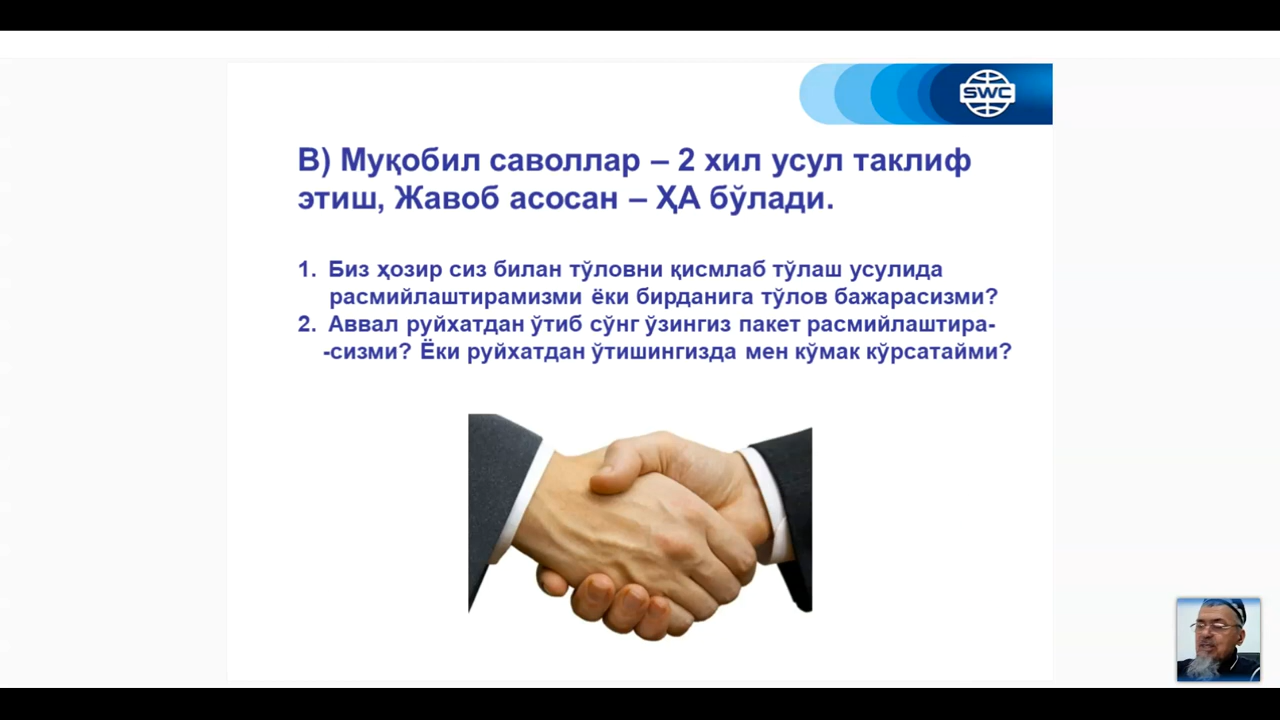 SWC
В) Муқобил саволлар – 2 хил усул таклиф
этиш, Жавоб асосан – ҲА бўлади.
1. Биз ҳозир сиз билан тўловни қисмлаб тўлаш усулида
расмийлаштирамизми ёки бирданига тўлов бажарасизми?
2. Аввал руйхатдан ўтиб сўнг ўзингиз пакет расмийлаштира-
-сизми? Ёки руйхатдан ўтишингизда мен кўмак кўрсатайми?